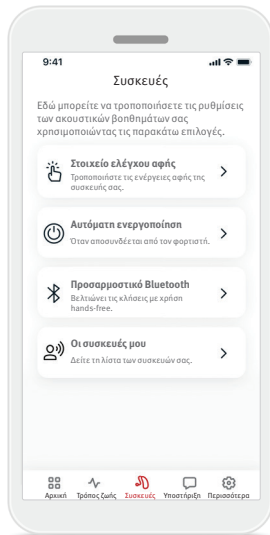 9:41
Συσκευές
Εδώ μπορείτε να τροποποιήσετε τις ρυθμίσεις
των ακουστικών βοηθημάτων σας
χρησιμοποιώντας τις παρακάτω επιλογές.
Στοιχείο ελέγχου αφής
Τροποποιήστε τις ενέργειες αφής της
συσκευής σας.
Αυτόματη ενεργοποίηση
Όταν αποσυνδέεται από τον φορτιστή.
Προσαρμοστικό Bluetooth
Βελτιώνει τις κλήσεις με χρήση
hands-free.
Οι συσκευές μου
Δείτε τη λίστα των συσκευών σας.
Αρχική Τρόπος ζωής Συσκευές Υποστήριξη Περισσότερα